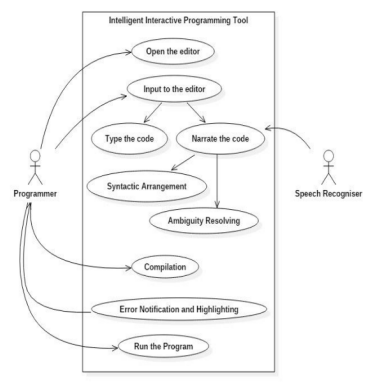 Intelligent Interactive Programming Tool
Open the editor
Input to the editor
Type the code
Narrate the code
Syntactic Arrangement
Programmer
Speech Recogniser
Ambiguity Resolving
Compilation
Error Notification and Highlighting
Run the Program